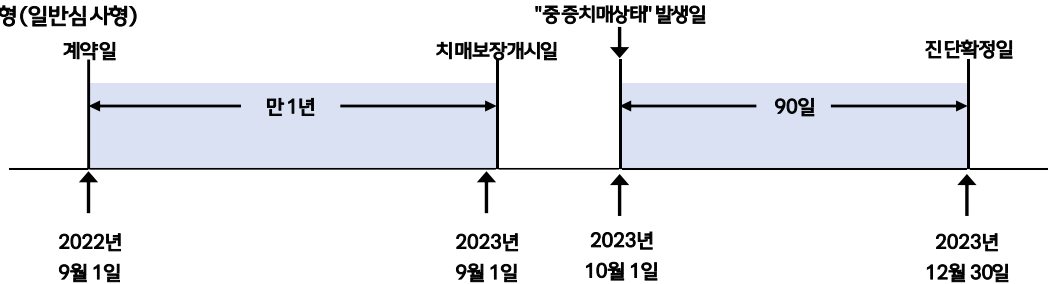 형(일반심사형)
"중증치매상태" 발생일
계약일
치매보장개시일
진단확정일
만 1년
90일
2022년
9월 1일
2023년
9월 1일
2023년
10월 1일
2023년
12월 30일